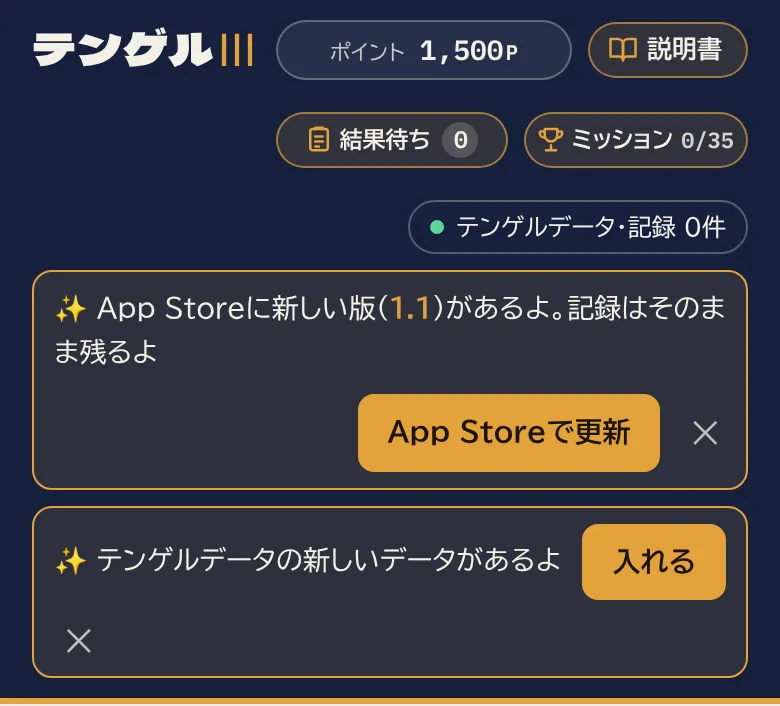 テンゲル
ポイント 1,500P
説明書
結果待ち 0
ミッション 0/35
テンゲルデータ・記録 0件
✨ App Storeに新しい版(1.1)があるよ。記録はそのま
ま残るよ
App Storeで更新
✨ テンゲルデータの新しいデータがあるよ
入れる